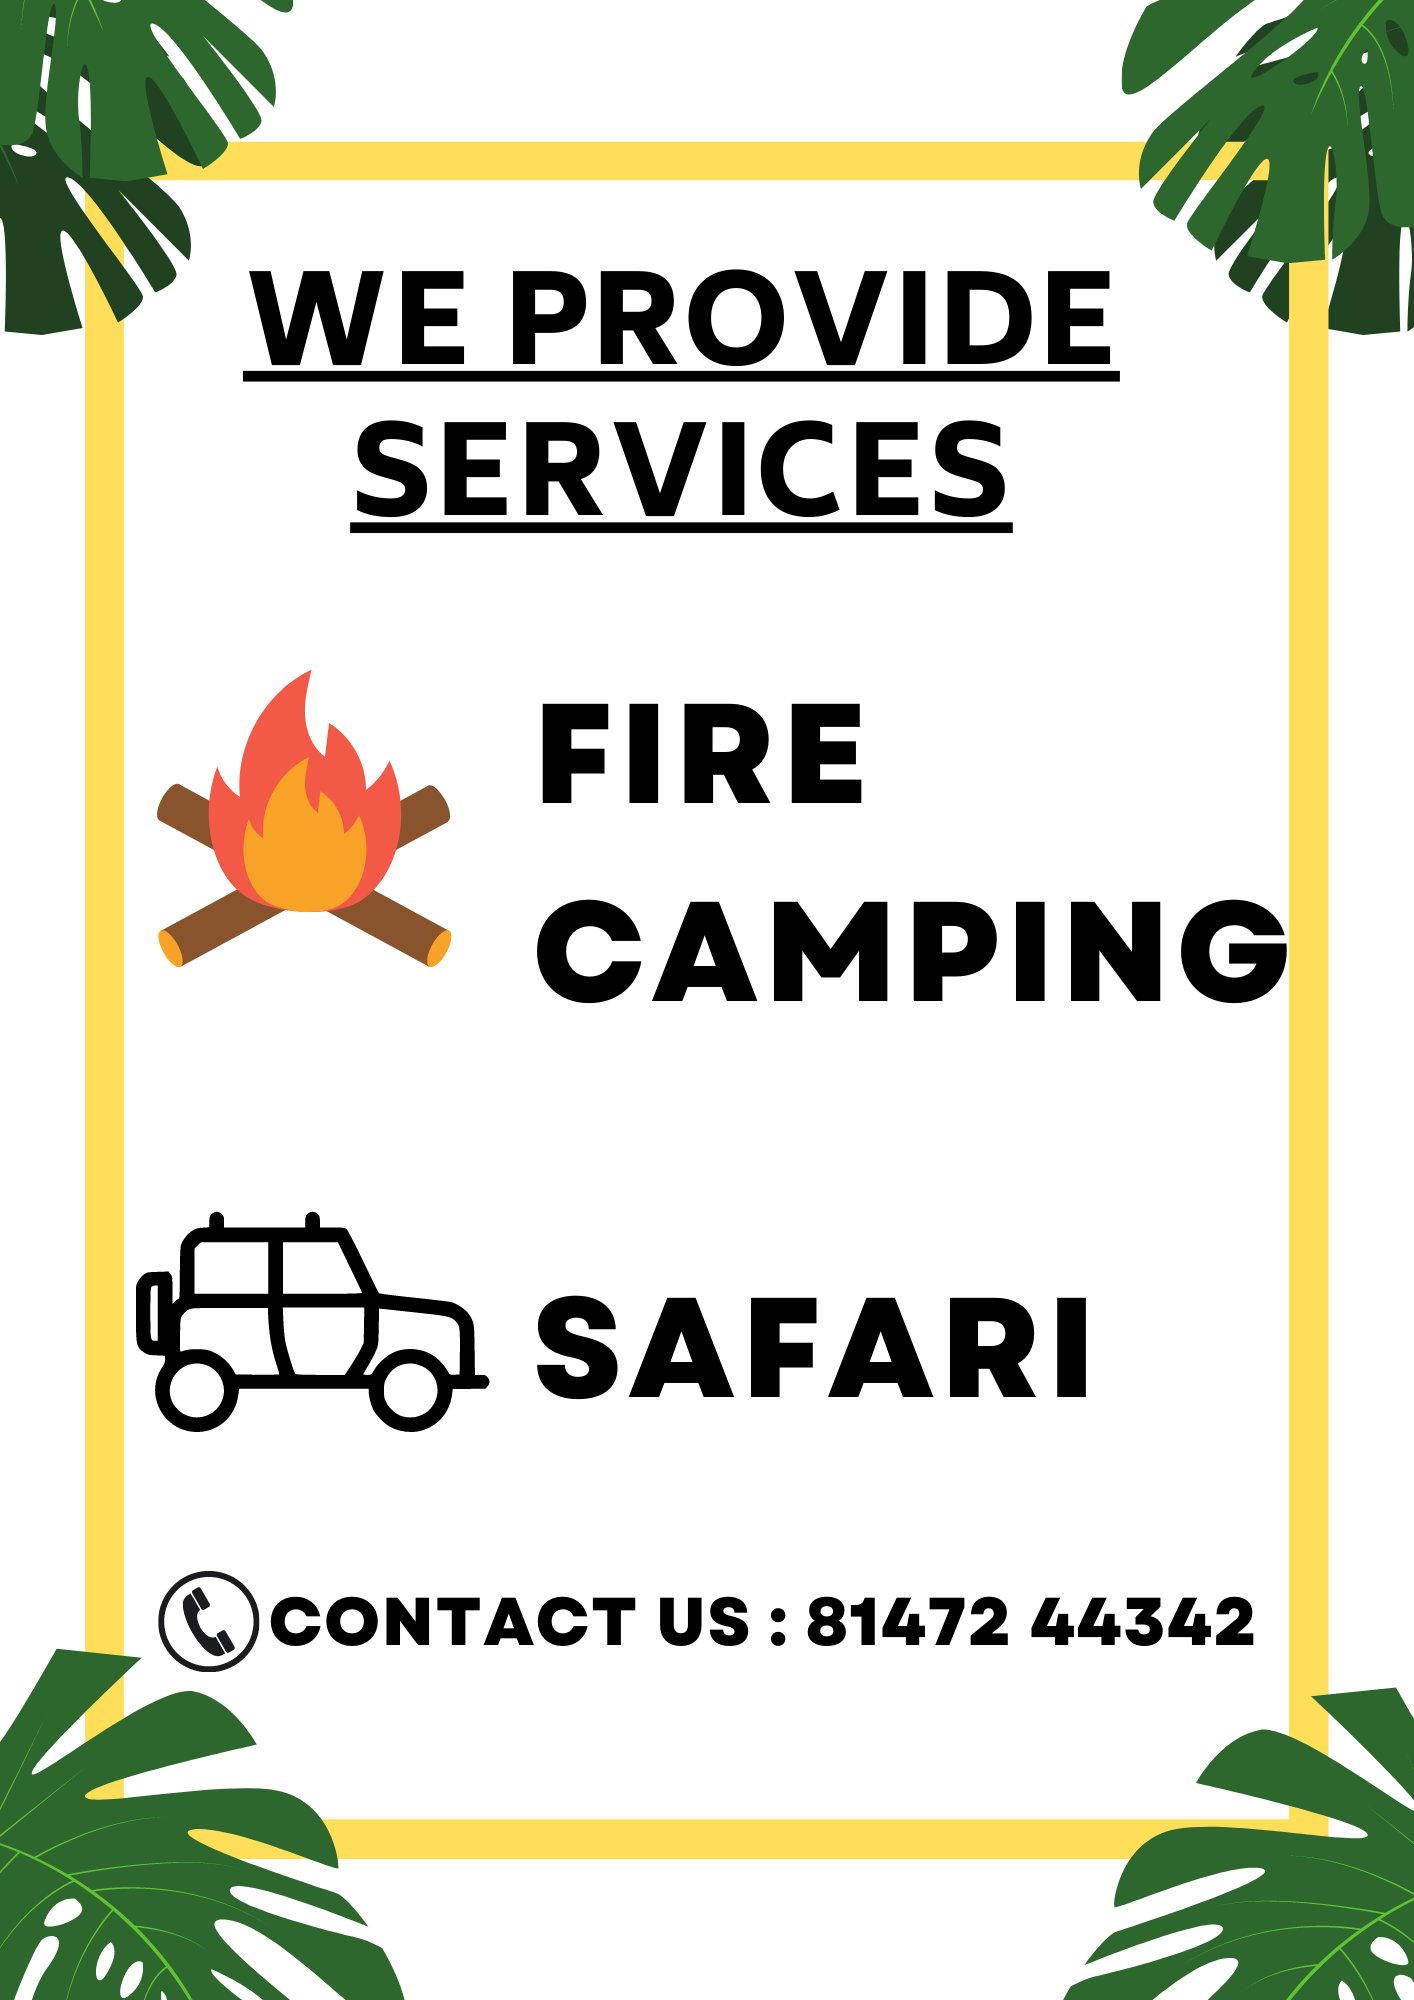 WE PROVIDE
SERVICES
FIRE
CAMPING
SAFARI
CONTACT US : 81472 44342